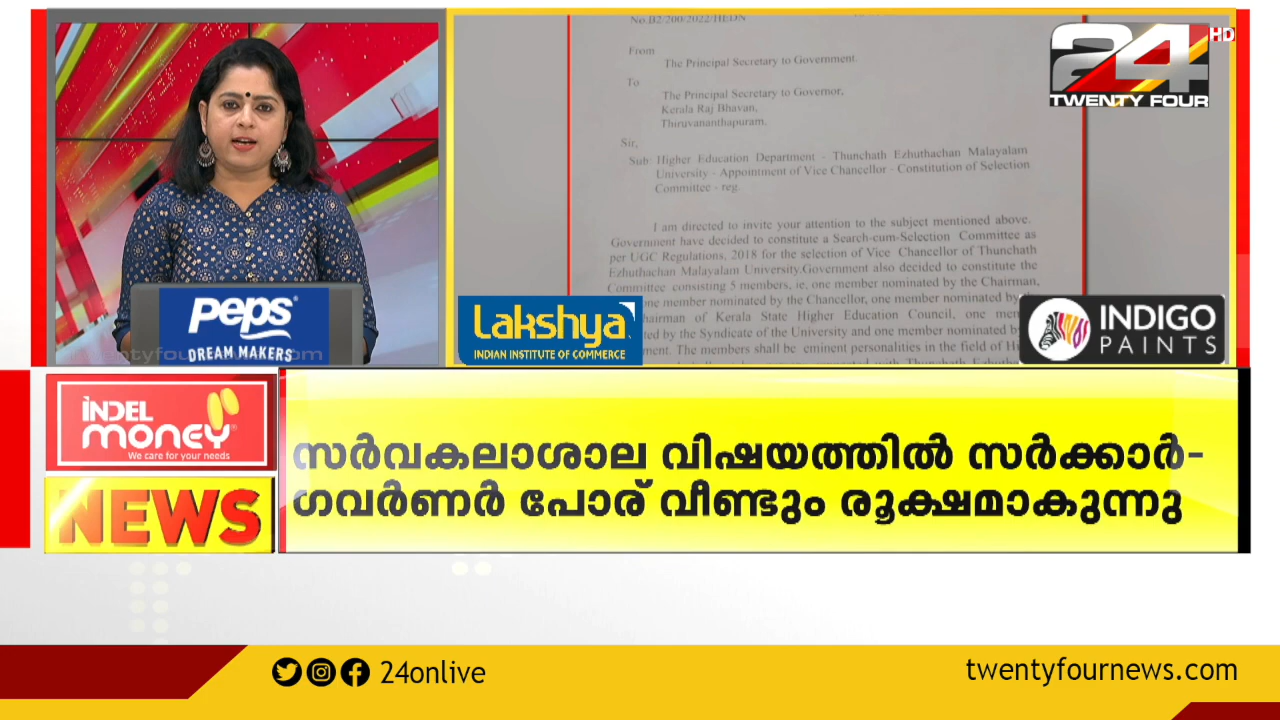 No.B2/200/2022/HEDN
From
The Principal Secretary to Government.
To
The Principal Secretary to Governor,
Kerala Raj Bhavan,
Thiruvananthapuram.
Sir,
Sub: Higher Education Department - Thunchath Ezhuthachan Malayalam
University - Appointment of Vice Chancellor - Constitution of Selection
Committee - reg.
I am directed to invite your attention to the subject mentioned above.
Government have decided to constitute a Search-cum-Selection Committee as
per UGC Regulations, 2018 for the selection of Vice Chancellor of Thunchath
Ezhuthachan Malayalam University.Government also decided to constitute the
Committee consisting 5 members, ie, one member nominated by the Chairman,
one member nominated by the Chancellor, one member nominated by
of Kerala State Higher Education Council, one
by the Syndicate of the University and one member nominated
The members shall be eminent personalities in the field of
24
HD
TWENTY FOUR
peps
DREAM MAKERS
twentyfournews.com
Lakshya
INDIAN INSTITUTE OF COMMERCE
INDIGO
PAINTS
INDEL
money
We care for your needs
NEWS
സർവകലാശാല വിഷയത്തിൽ സർക്കാർ-
ഗവർണർ പോര് വീണ്ടും രൂക്ഷമാകുന്നു
24onlive
twentyfournews.com